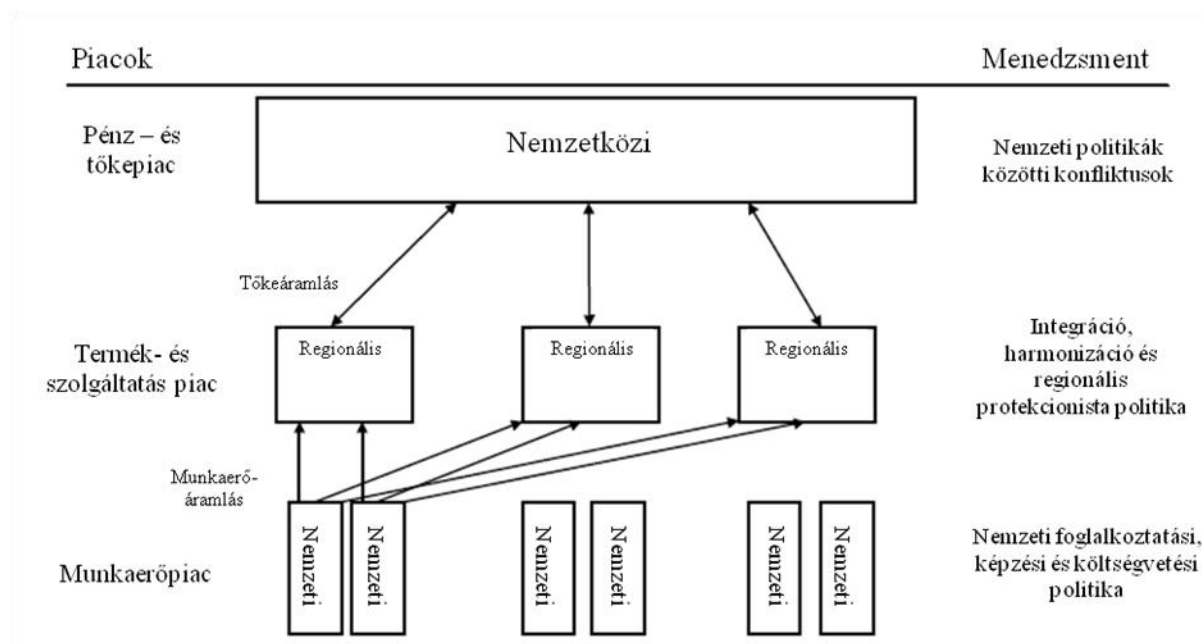 Piacok
Menedzsment
Pénz – és
tőkepiac
Nemzetközi
Nemzeti politikák
közötti konfliktusok
Tőkeáramlás
Termék- és
szolgáltatás piac
Regionális
Regionális
Regionális
Integráció,
harmonizáció és
regionális
protekcionista politika
Munkaerő-
áramlás
Munkaerőpiac
Nemzeti
Nemzeti
Nemzeti
Nemzeti
Nemzeti
Nemzeti
Nemzeti foglalkoztatási,
képzési és költségvetési
politika